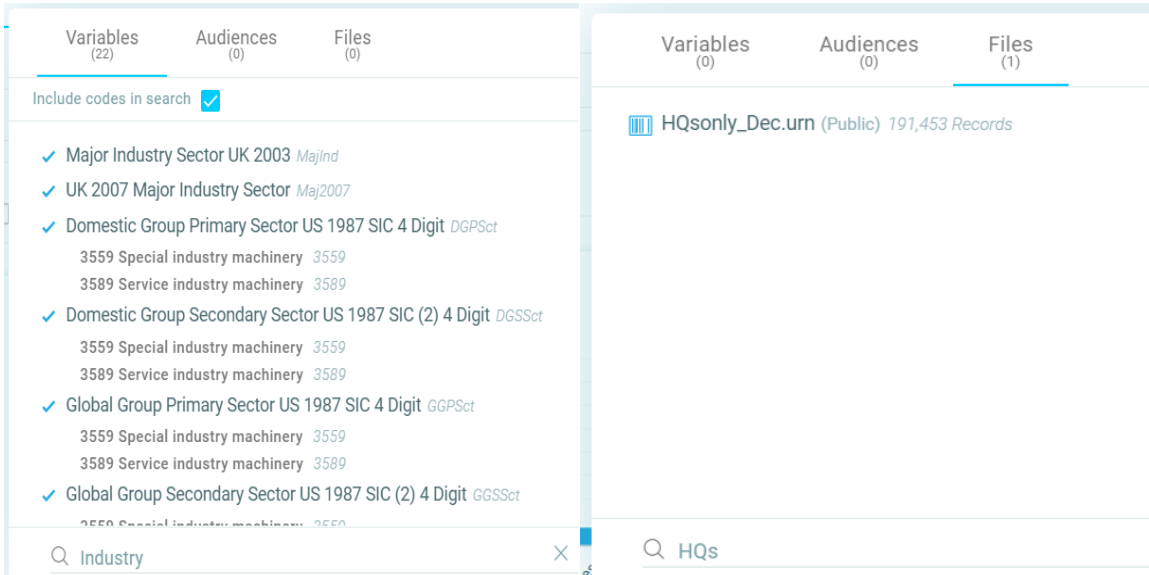 Variables
(22)
Audiences
(0)
Files
(0)
Include codes in search
Major Industry Sector UK 2003 MajInd
UK 2007 Major Industry Sector Maj2007
Domestic Group Primary Sector US 1987 SIC 4 Digit DGPSct
3559 Special industry machinery 3559
3589 Service industry machinery 3589
Domestic Group Secondary Sector US 1987 SIC (2) 4 Digit DGSSct
3559 Special industry machinery 3559
3589 Service industry machinery 3589
Global Group Primary Sector US 1987 SIC 4 Digit GGPSct
3559 Special industry machinery 3559
3589 Service industry machinery 3589
Global Group Secondary Sector US 1987 SIC (2) 4 Digit GGSSct
3559 Special industry machinery 3559
Industry
Variables
(0)
Audiences
(0)
Files
(1)
HQsonly_Dec.urn (Public) 191,453 Records
HQs